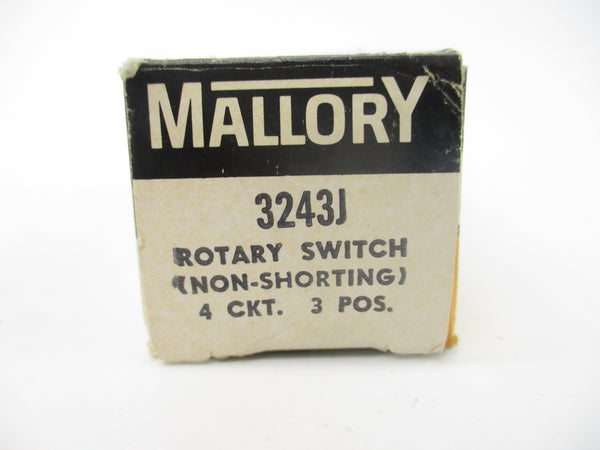 MALLORY
3243J
ROTARY SWITCH
(NON-SHORTING)
4 CKT. 3 POS.